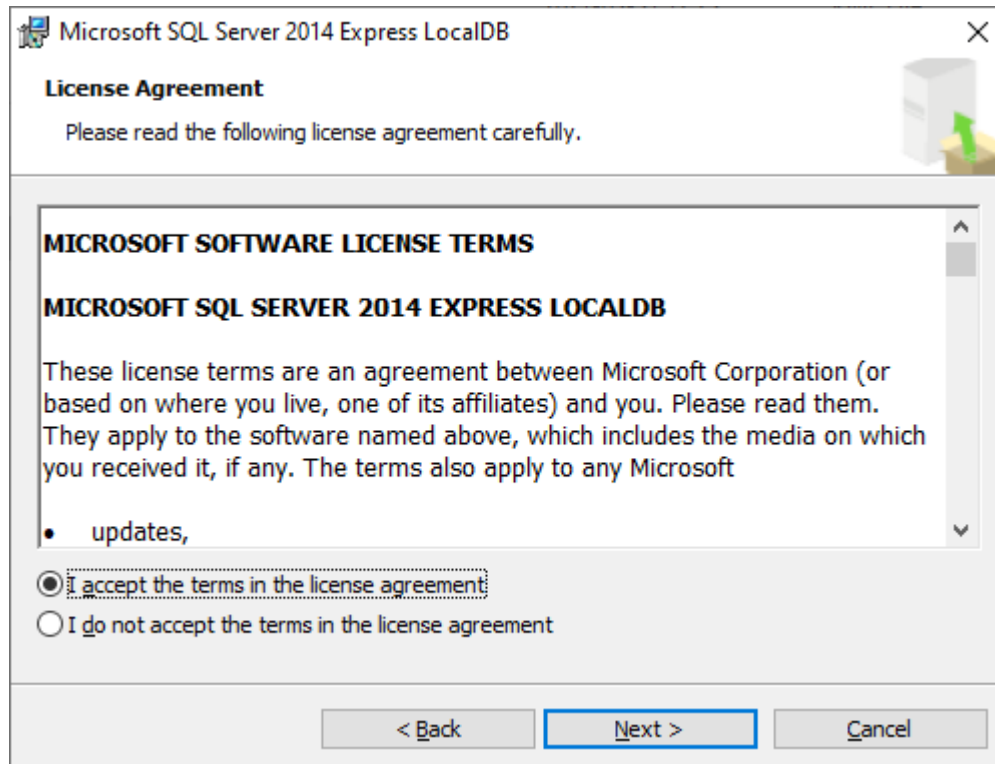 Microsoft SQL Server 2014 Express LocalDB
License Agreement
Please read the following license agreement carefully.
MICROSOFT SOFTWARE LICENSE TERMS
MICROSOFT SQL SERVER 2014 EXPRESS LOCALDB
These license terms are an agreement between Microsoft Corporation (or
based on where you live, one of its affiliates) and you. Please read them.
They apply to the software named above, which includes the media on which
you received it, if any. The terms also apply to any Microsoft
• updates,
I accept the terms in the license agreement
I do not accept the terms in the license agreement
< Back Next > Cancel